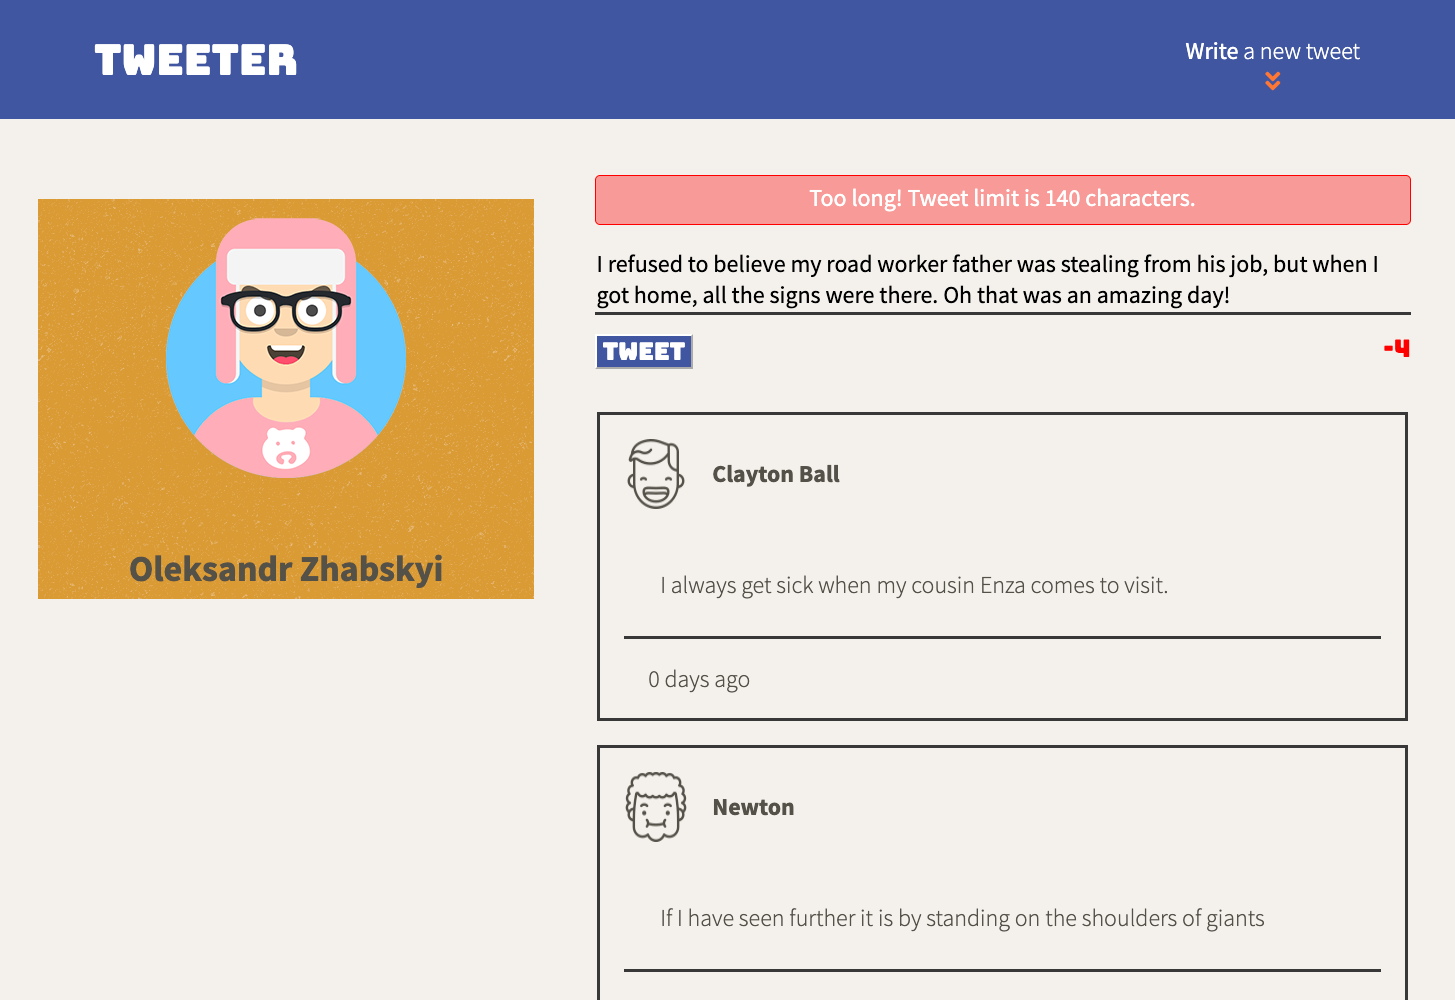 TWEETER
Write a new tweet
Too long! Tweet limit is 140 characters.
I refused to believe my road worker father was stealing from his job, but when I
got home, all the signs were there. Oh that was an amazing day!
TWEET
-4
Oleksandr Zhabskyi
Clayton Ball
I always get sick when my cousin Enza comes to visit.
0 days ago
Newton
If I have seen further it is by standing on the shoulders of giants